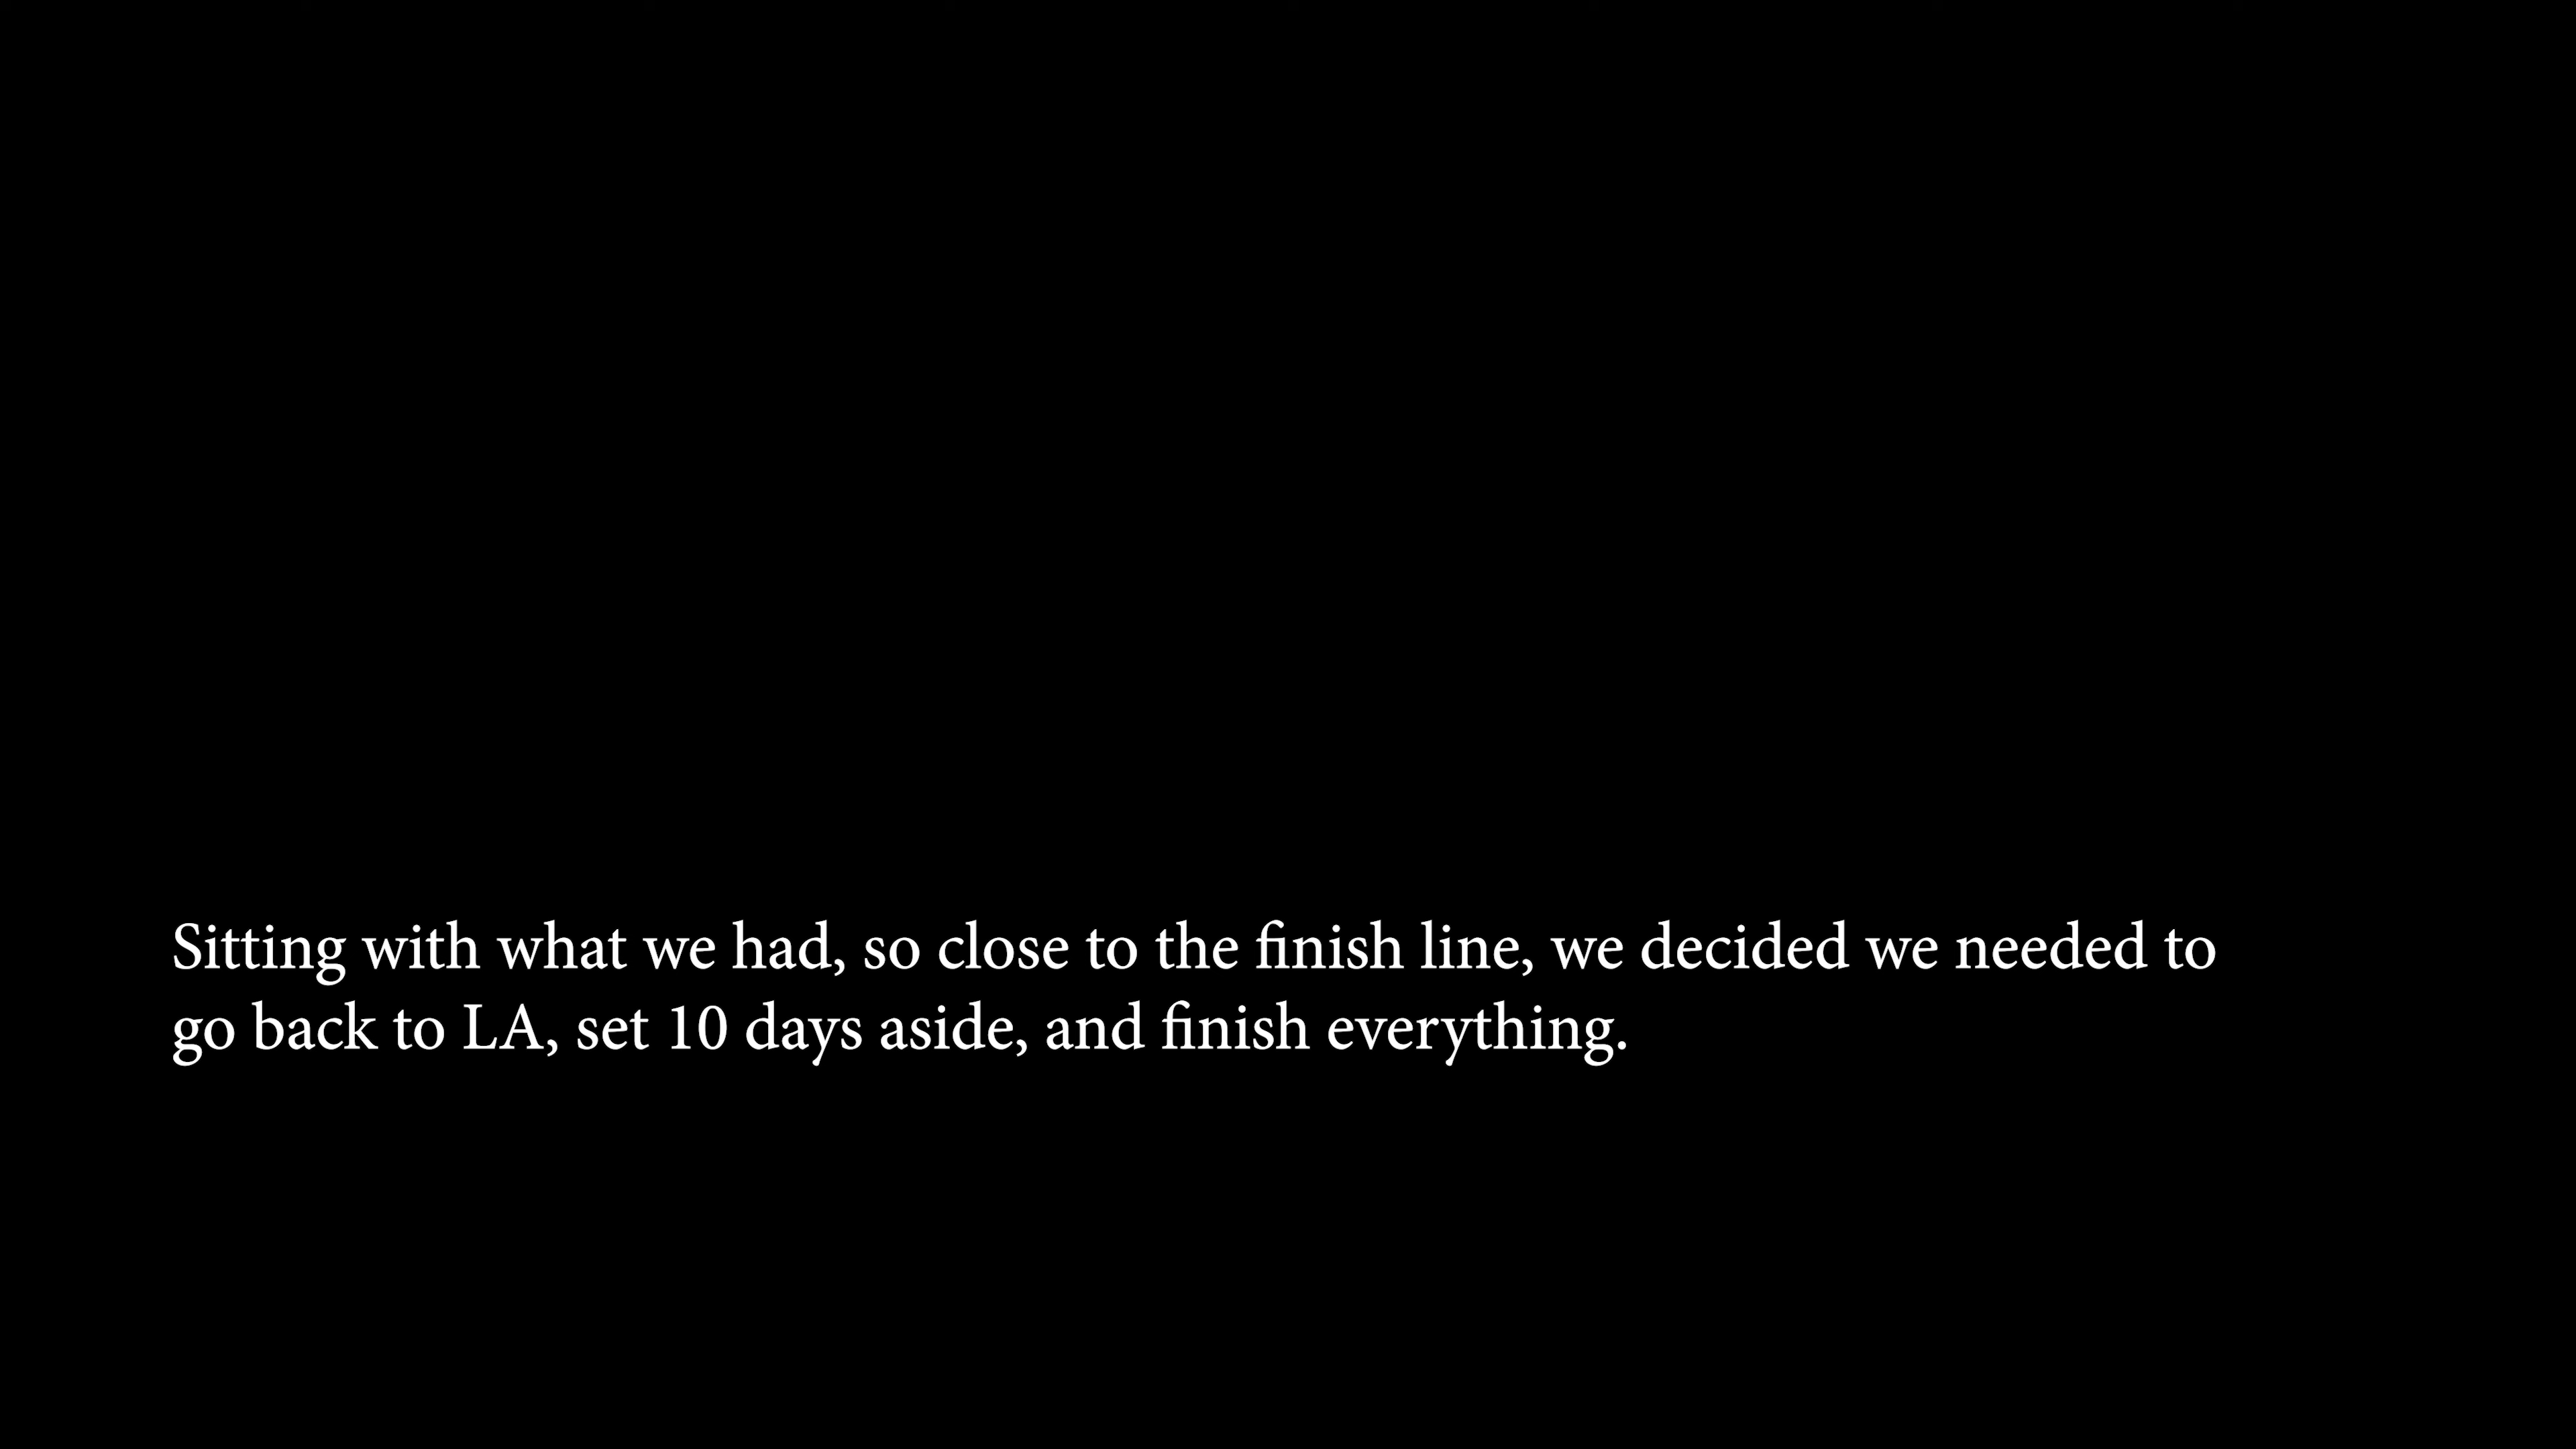 Sitting with what we had, so close to the finish line, we decided we needed to
go back to LA, set 10 days aside, and finish everything.